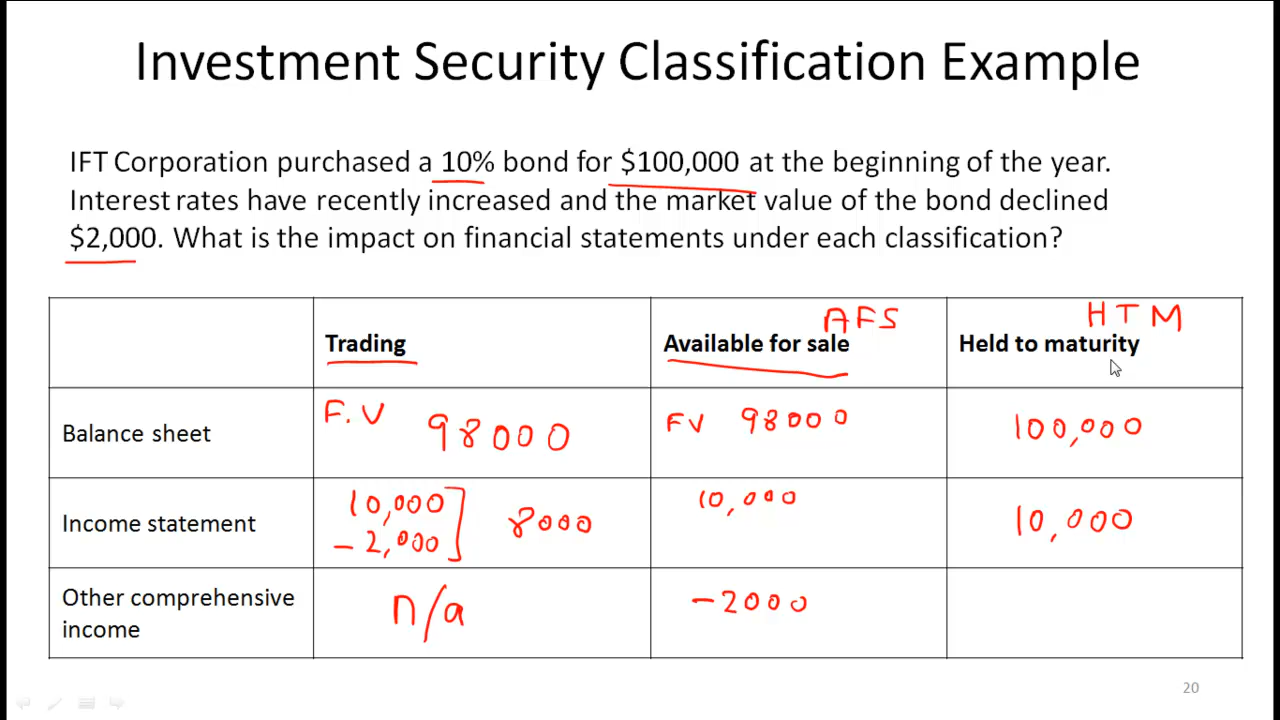 Investment Security Classification Example
IFT Corporation purchased a 10% bond for $100,000 at the beginning of the year.
Interest rates have recently increased and the market value of the bond declined
$2,000. What is the impact on financial statements under each classification?
AFS
HTM
Trading
Available for sale
Held to maturity
Balance sheet
F.V 98000
FV 98000
100,000
Income statement
10,000
- 2,000
8000
10,000
10,000
Other comprehensive
income
n/a
-2000
20